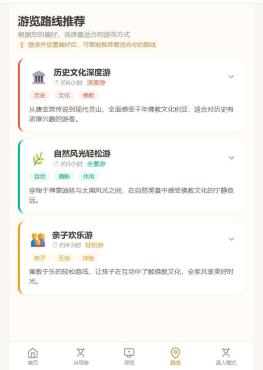 游览路线推荐
根据您的偏好，选择最适合的游览方式
登录并设置偏好后，可智能推荐最适合你的路线
历史文化深度游
约6小时 深度游
历史 文化 佛教
从唐玄奘传说到现代灵山，全面感受千年佛教文化积淀，适合对历史有
浓厚兴趣的游客。
自然风光轻松游
约5小时 全景游
自然 摄影 休闲
穿梭于禅意园林与太湖风光之间，在自然美景中感受佛教文化的宁静致
远。
亲子欢乐游
约4小时 轻松游
亲子 互动 体验
寓教于乐的轻松路线，让孩子在互动中了解佛教文化，全家共享美好时
光。
首页 AI导游 路线